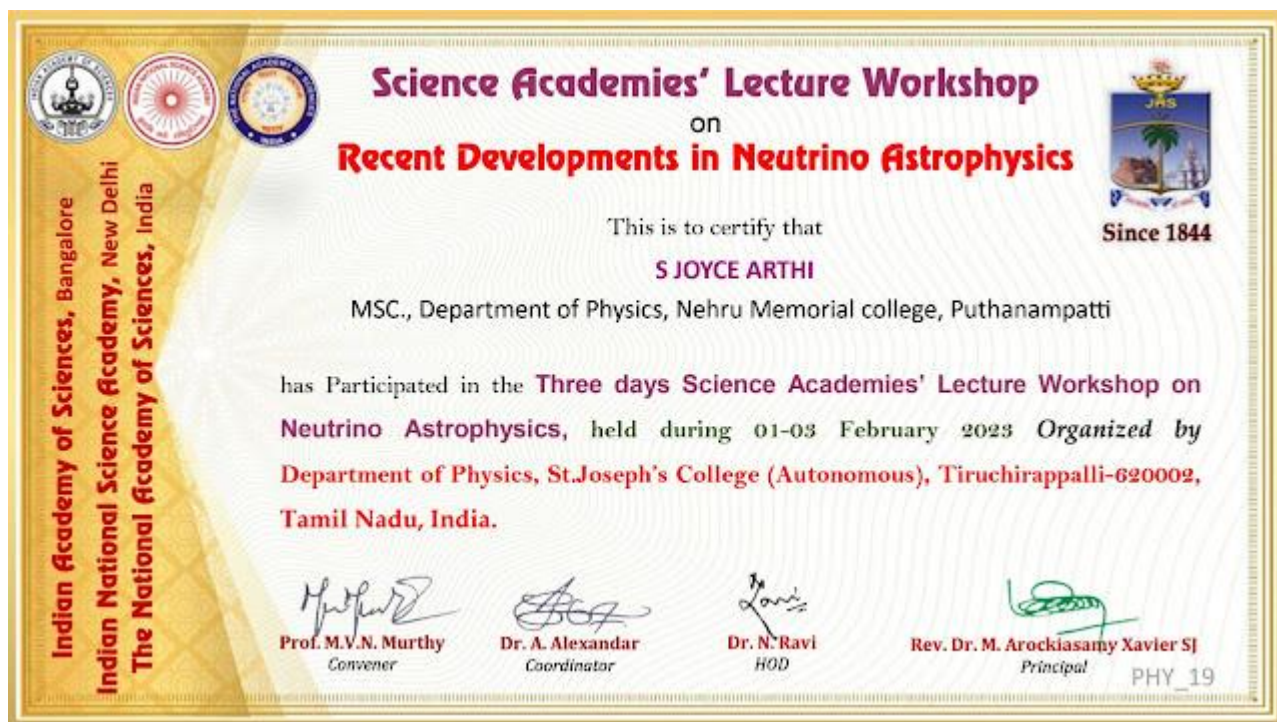 Science Academies' Lecture Workshop
on
Recent Developments in Neutrino Astrophysics
JHS
Since 1844
This is to certify that
S JOYCE ARTHI
MSC., Department of Physics, Nehru Memorial college, Puthanampatti
has Participated in the Three days Science Academies' Lecture Workshop on
Neutrino Astrophysics, held during 01-03 February 2023 Organized by
Department of Physics, St.Joseph's College (Autonomous), Tiruchirappalli-620002,
Tamil Nadu, India.
Indian Academy of Sciences, Bangalore
Indian National Science Academy, New Delhi
The National Academy of Sciences, India
Prof. M.V.N. Murthy
Convener
Dr. A. Alexandar
Coordinator
Dr. N. Ravi
HOD
Rev. Dr. M. Arockiasamy Xavier SJ
Principal
PHY_19